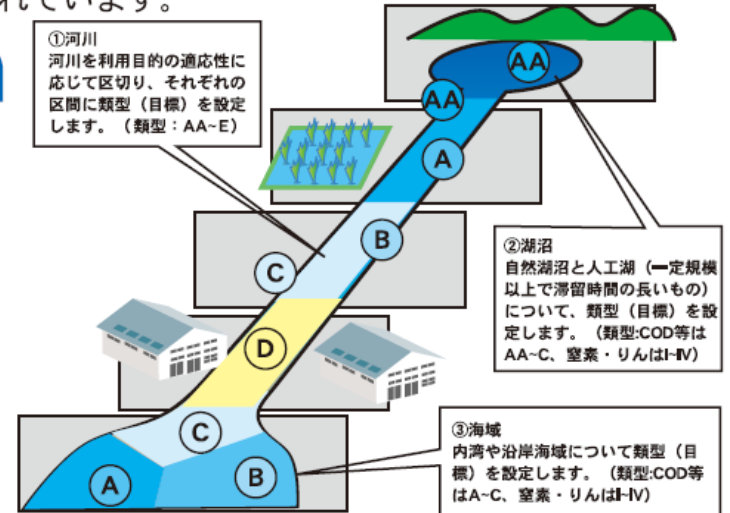 れています。
①河川
河川を利用目的の適応性に
応じて区切り、それぞれの
区間に類型（目標）を設定
します。（類型：AA~E）
AA
AA
A
B
C
②湖沼
自然湖沼と人工湖（一定規模
以上で滞留時間の長いもの）
について、類型（目標）を設
定します。（類型:COD等は
AA~C、窒素・りんはⅠ~Ⅳ）
D
C
A
B
③海域
内湾や沿岸海域について類型（目
標）を設定します。（類型:COD等
はA~C、窒素・りんはⅠ~Ⅳ）